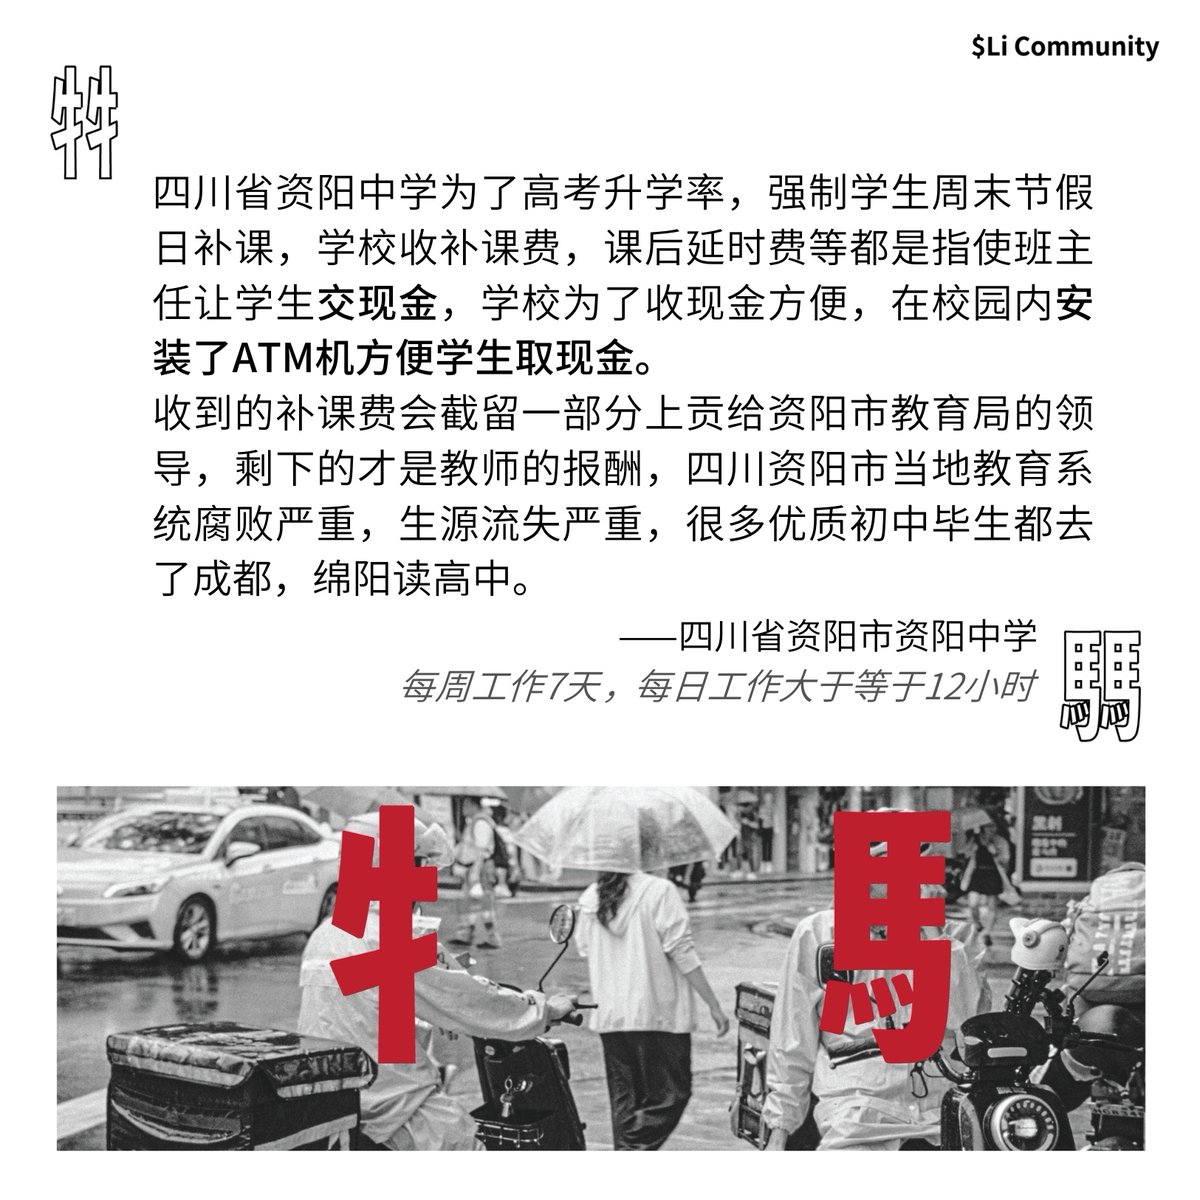 $Li Community
牜牜
四川省资阳中学为了高考升学率，强制学生周末节假
日补课，学校收补课费，课后延时费等都是指使班主
任让学生交现金，学校为了收现金方便，在校园内安
装了ATM机方便学生取现金。
收到的补课费会截留一部分上贡给资阳市教育局的领
导，剩下的才是教师的报酬，四川资阳市当地教育系
统腐败严重，生源流失严重，很多优质初中毕生都去
了成都，绵阳读高中。
——四川省资阳市资阳中学
每周工作7天，每日工作大于等于12小时
馬馬
牜 馬